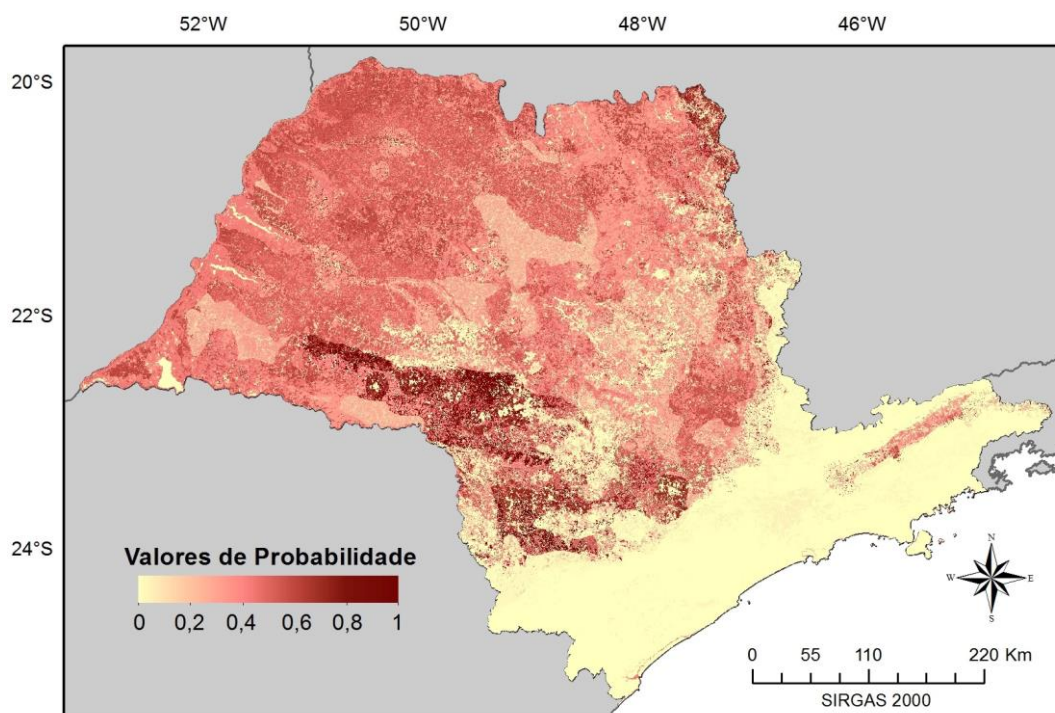 52°W 50°W 48°W 46°W
20°S
22°S
24°S
Valores de Probabilidade
0 0,2 0,4 0,6 0,8 1
N
W E
S
0 55 110 220 Km
SIRGAS 2000